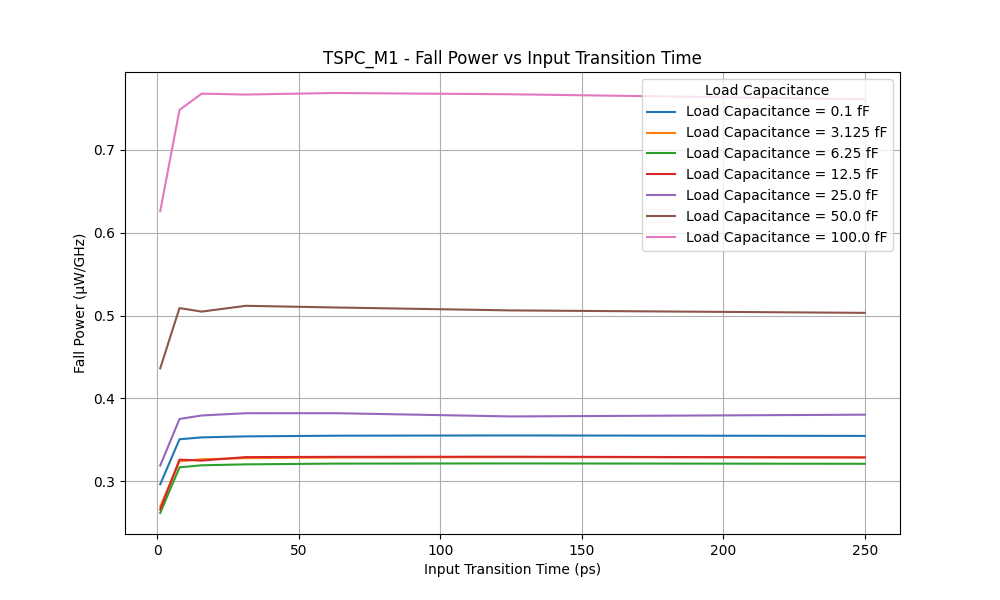 TSPC_M1 - Fall Power vs Input Transition Time
Fall Power (μW/GHz)
0.7
0.6
0.5
0.4
0.3
Load Capacitance
Load Capacitance = 0.1 fF
Load Capacitance = 3.125 fF
Load Capacitance = 6.25 fF
Load Capacitance = 12.5 fF
Load Capacitance = 25.0 fF
Load Capacitance = 50.0 fF
Load Capacitance = 100.0 fF
0 50 100 150 200 250
Input Transition Time (ps)